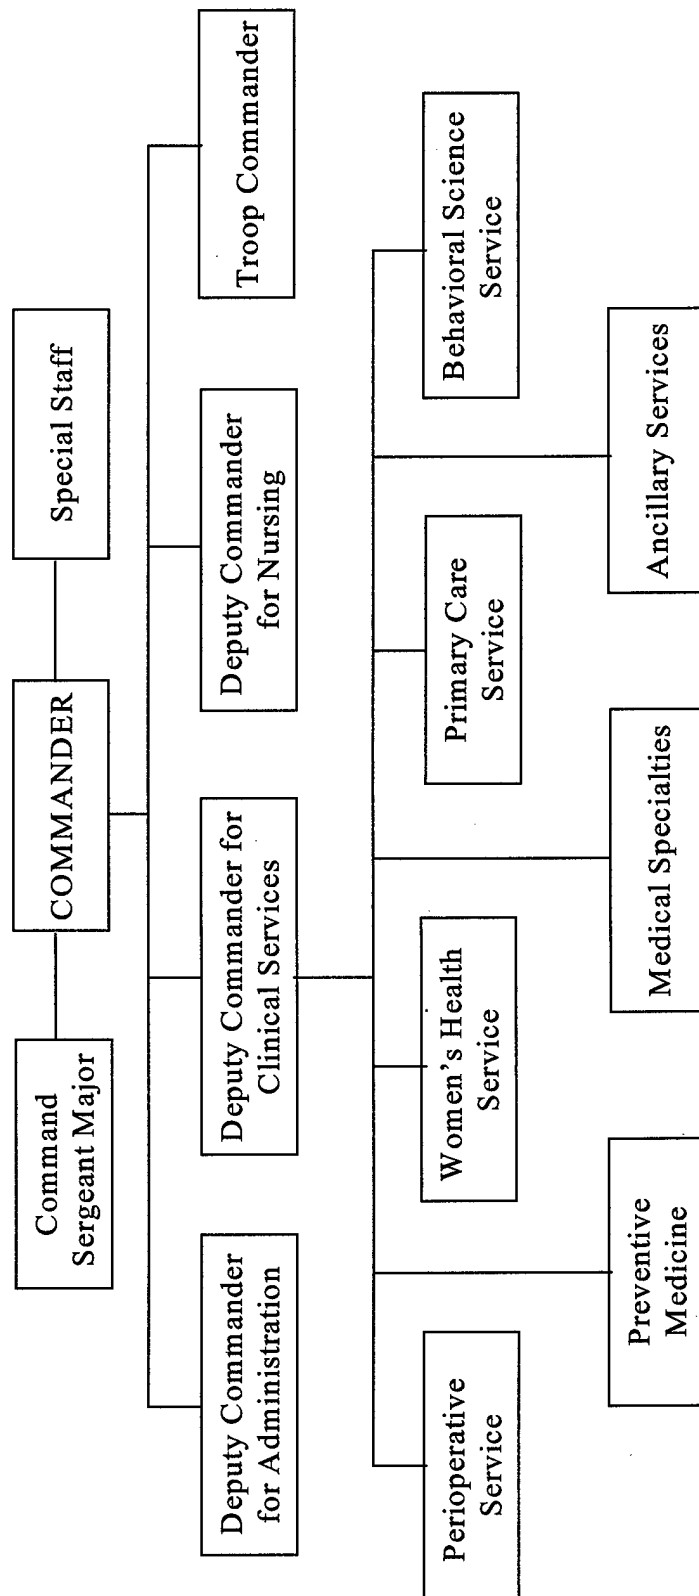 Command
Sergeant Major
COMMANDER
Special Staff
Deputy Commander
for Administration
Deputy Commander for
Clinical Services
Deputy Commander
for Nursing
Troop Commander
Perioperative
Service
Women's Health
Service
Primary Care
Service
Behavioral Science
Service
Preventive
Medicine
Medical Specialties
Ancillary Services